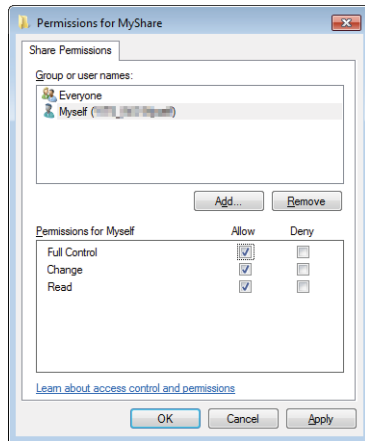 Permissions for MyShare
Share Permissions
Group or user names:
Everyone
Myself (
Add... Remove
Permissions for Myself Allow Deny
Full Control
Change
Read
Learn about access control and permissions
OK Cancel Apply